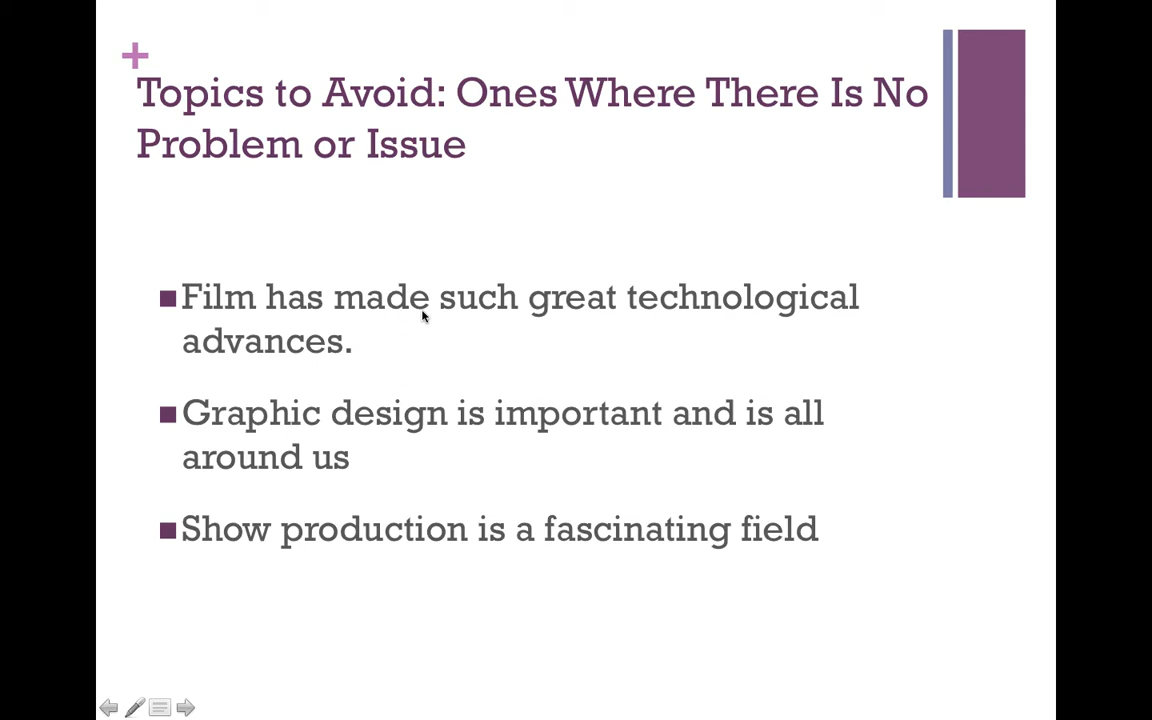 +
Topics to Avoid: Ones Where There Is No
Problem or Issue
Film has made such great technological
advances.
Graphic design is important and is all
around us
Show production is a fascinating field